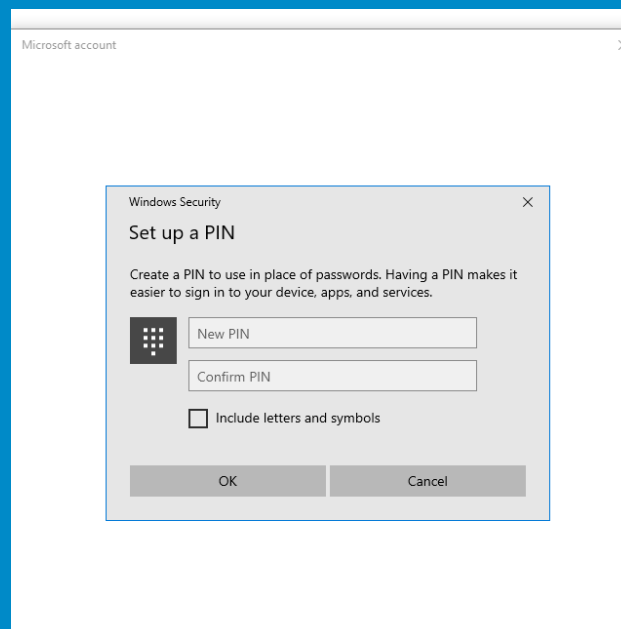 Microsoft account
Windows Security
Set up a PIN
Create a PIN to use in place of passwords. Having a PIN makes it
easier to sign in to your device, apps, and services.
New PIN
Confirm PIN
Include letters and symbols
OK Cancel